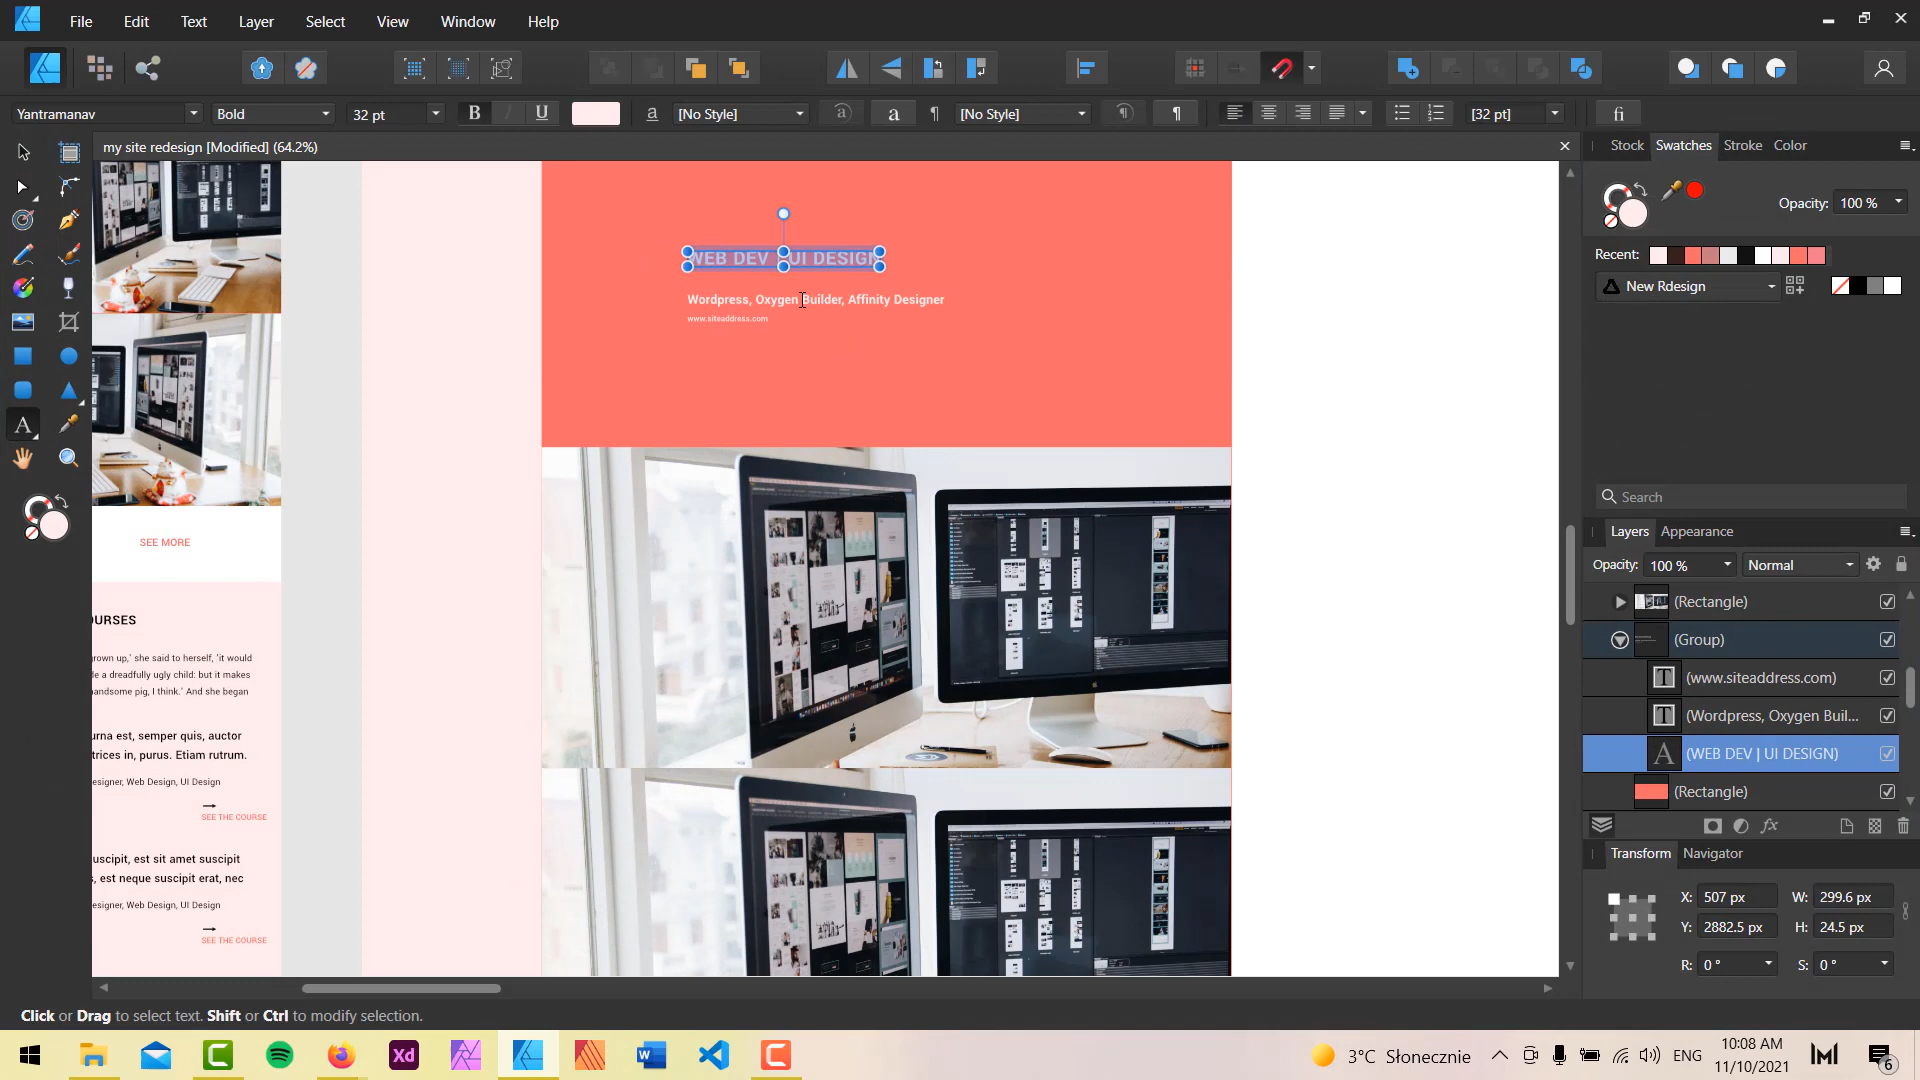 File Edit Text Layer Select View Window Help
Yantramanav Bold 32 pt B U a [No Style] a a ¶ [No Style] ¶ ¶ [32 pt] fi
my site redesign [Modified] (64.2%)
Stock Swatches Stroke Color
Opacity: 100 %
Recent:
New Rdesign
Search
WEB DEV | UI DESIGN
Wordpress, Oxygen Builder, Affinity Designer
www.siteaddress.com
SEE MORE
OURSES
grown up,' she said to herself, 'it would
le a dreadfully ugly child: but it makes
handsome pig, I think.' And she began
urna est, semper quis, auctor
trices in, purus. Etiam rutrum.
esigner, Web Design, UI Design
SEE THE COURSE
uscipit, est sit amet suscipit
s, est neque suscipit erat, nec
esigner, Web Design, UI Design
SEE THE COURSE
Layers Appearance
Opacity: 100 % Normal
(Rectangle)
(Group)
(www.siteaddress.com)
(Wordpress, Oxygen Buil...
(WEB DEV | UI DESIGN)
(Rectangle)
Transform Navigator
X: 507 px W: 299.6 px
Y: 2882.5 px H: 24.5 px
R: 0 ° S: 0 °
Click or Drag to select text. Shift or Ctrl to modify selection.
3°C Słonecznie ENG 10:08 AM
11/10/2021
6